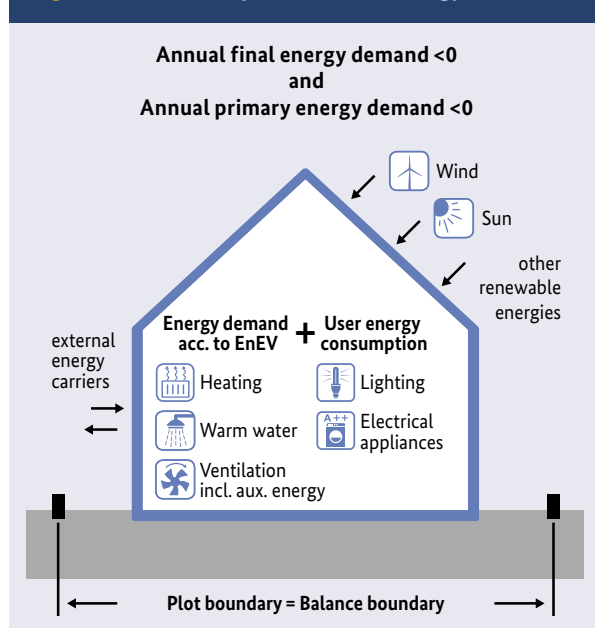 Annual final energy demand <0
and
Annual primary energy demand <0
Wind
Sun
other
renewable
energies
external
energy
carriers
Energy demand
acc. to EnEV
+
User energy
consumption
Heating
Lighting
Warm water
A++
Electrical
appliances
Ventilation
incl. aux. energy
Plot boundary = Balance boundary